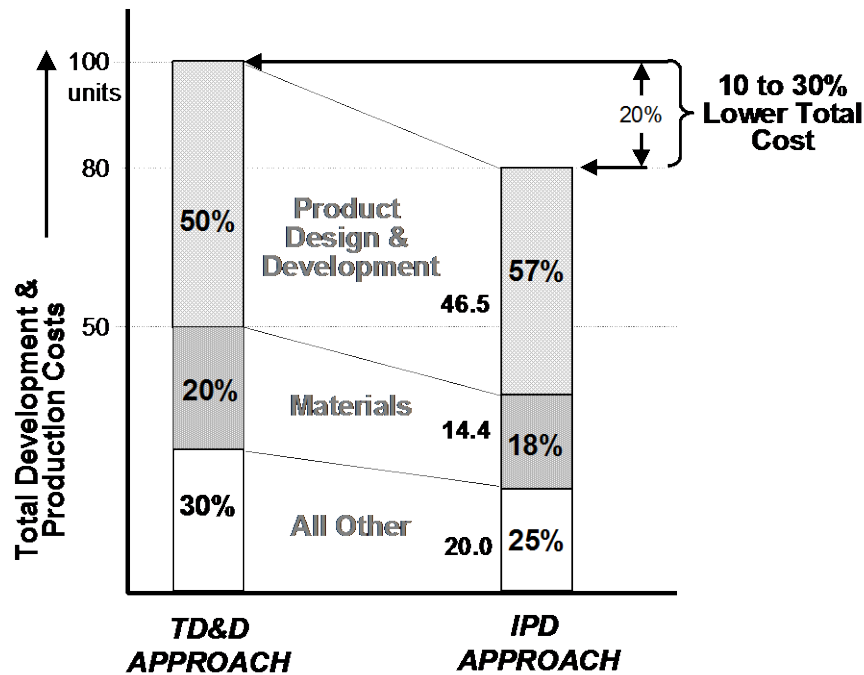 Total Development &
Production Costs
100
units
80
50
50%
20%
30%
Product
Design &
Development
Materials
All Other
46.5
14.4
20.0
57%
18%
25%
20%
10 to 30%
Lower Total
Cost
TD&D
APPROACH
IPD
APPROACH